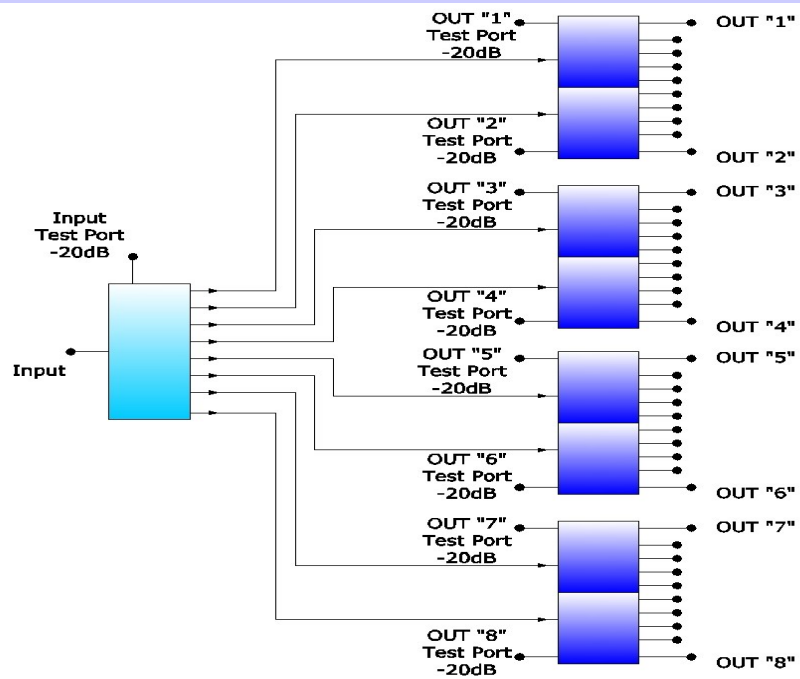 OUT "1"
Test Port
-20dB
OUT "1"
OUT "2"
Test Port
-20dB
OUT "2"
OUT "3"
Test Port
-20dB
OUT "3"
Input
Test Port
-20dB
OUT "4"
Test Port
-20dB
OUT "4"
Input
OUT "5"
Test Port
-20dB
OUT "5"
OUT "6"
Test Port
-20dB
OUT "6"
OUT "7"
Test Port
-20dB
OUT "7"
OUT "8"
Test Port
-20dB
OUT "8"